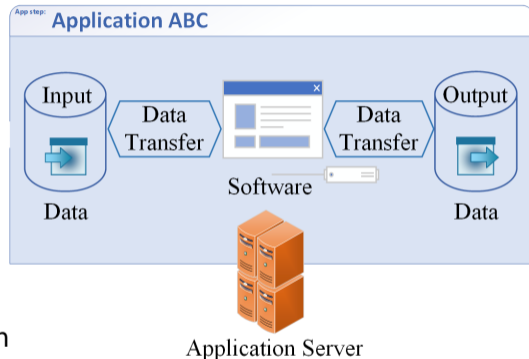 App step:
Application ABC
Input
Data
Transfer
Data
Transfer
Output
Software
Data
Data
n
Application Server